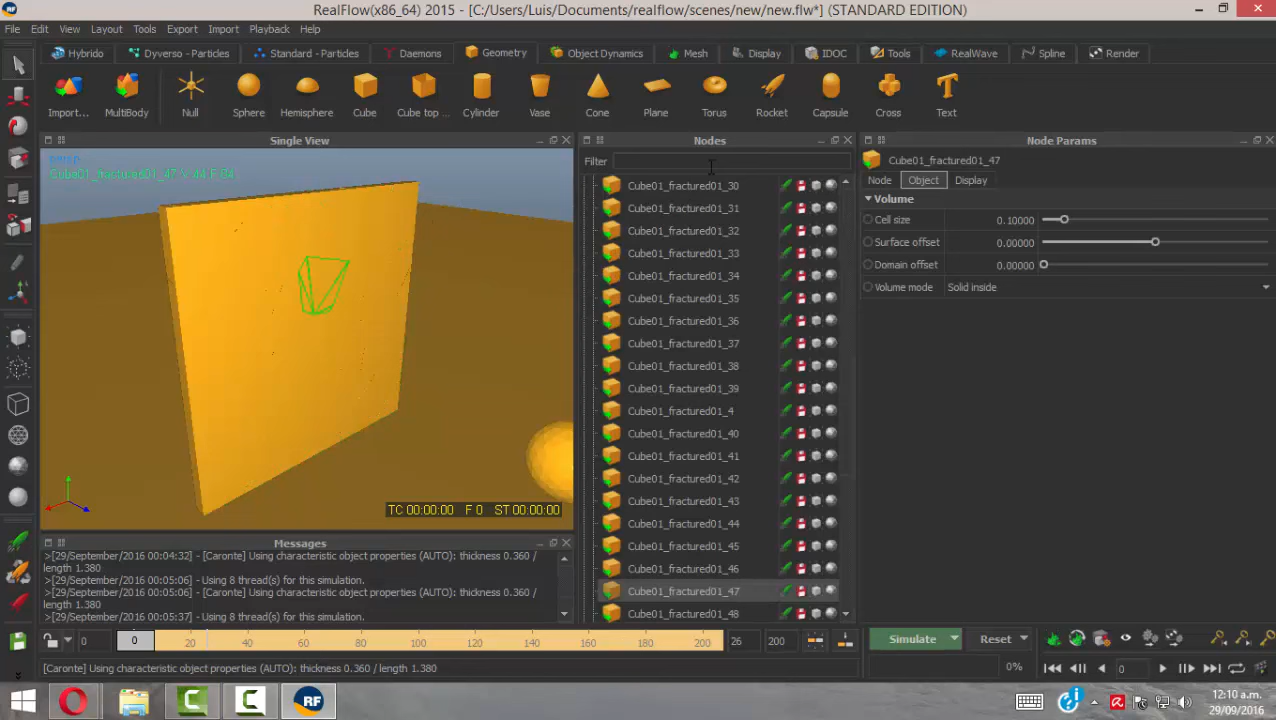 RealFlow(x86_64) 2015 - [C:/Users/Luis/Documents/realflow/scenes/new/new.flw*] (STANDARD EDITION)
File Edit View Layout Tools Export Import Playback Help
Hybrido Dyverso - Particles Standard - Particles Daemons Geometry Object Dynamics Mesh Display IDOC Tools RealWave Spline Render
Import... MultiBody Null Sphere Hemisphere Cube Cube top ... Cylinder Vase Cone Plane Torus Rocket Capsule Cross Text
Single View
persp
Cube01_fractured01_47 V:44 F:84
TC 00:00:00 F 0 ST 00:00:00
Messages
>[29/September/2016 00:04:32] - [Caronte] Using characteristic object properties (AUTO): thickness 0.360 /
length 1.380
>[29/September/2016 00:05:06] - Using 8 thread(s) for this simulation.
>[29/September/2016 00:05:06] - [Caronte] Using characteristic object properties (AUTO): thickness 0.360 /
length 1.380
>[29/September/2016 00:05:37] - Using 8 thread(s) for this simulation.
Nodes
Filter
Cube01_fractured01_30
Cube01_fractured01_31
Cube01_fractured01_32
Cube01_fractured01_33
Cube01_fractured01_34
Cube01_fractured01_35
Cube01_fractured01_36
Cube01_fractured01_37
Cube01_fractured01_38
Cube01_fractured01_39
Cube01_fractured01_4
Cube01_fractured01_40
Cube01_fractured01_41
Cube01_fractured01_42
Cube01_fractured01_43
Cube01_fractured01_44
Cube01_fractured01_45
Cube01_fractured01_46
Cube01_fractured01_47
Cube01_fractured01_48
Node Params
Cube01_fractured01_47
Node Object Display
Volume
Cell size 0.10000
Surface offset 0.00000
Domain offset 0.00000
Volume mode Solid inside
0 0 20 40 60 80 100 120 140 160 180 200 26 200
Simulate Reset
0% 0
[Caronte] Using characteristic object properties (AUTO): thickness 0.360 / length 1.380
RF
12:10 a.m.
29/09/2016